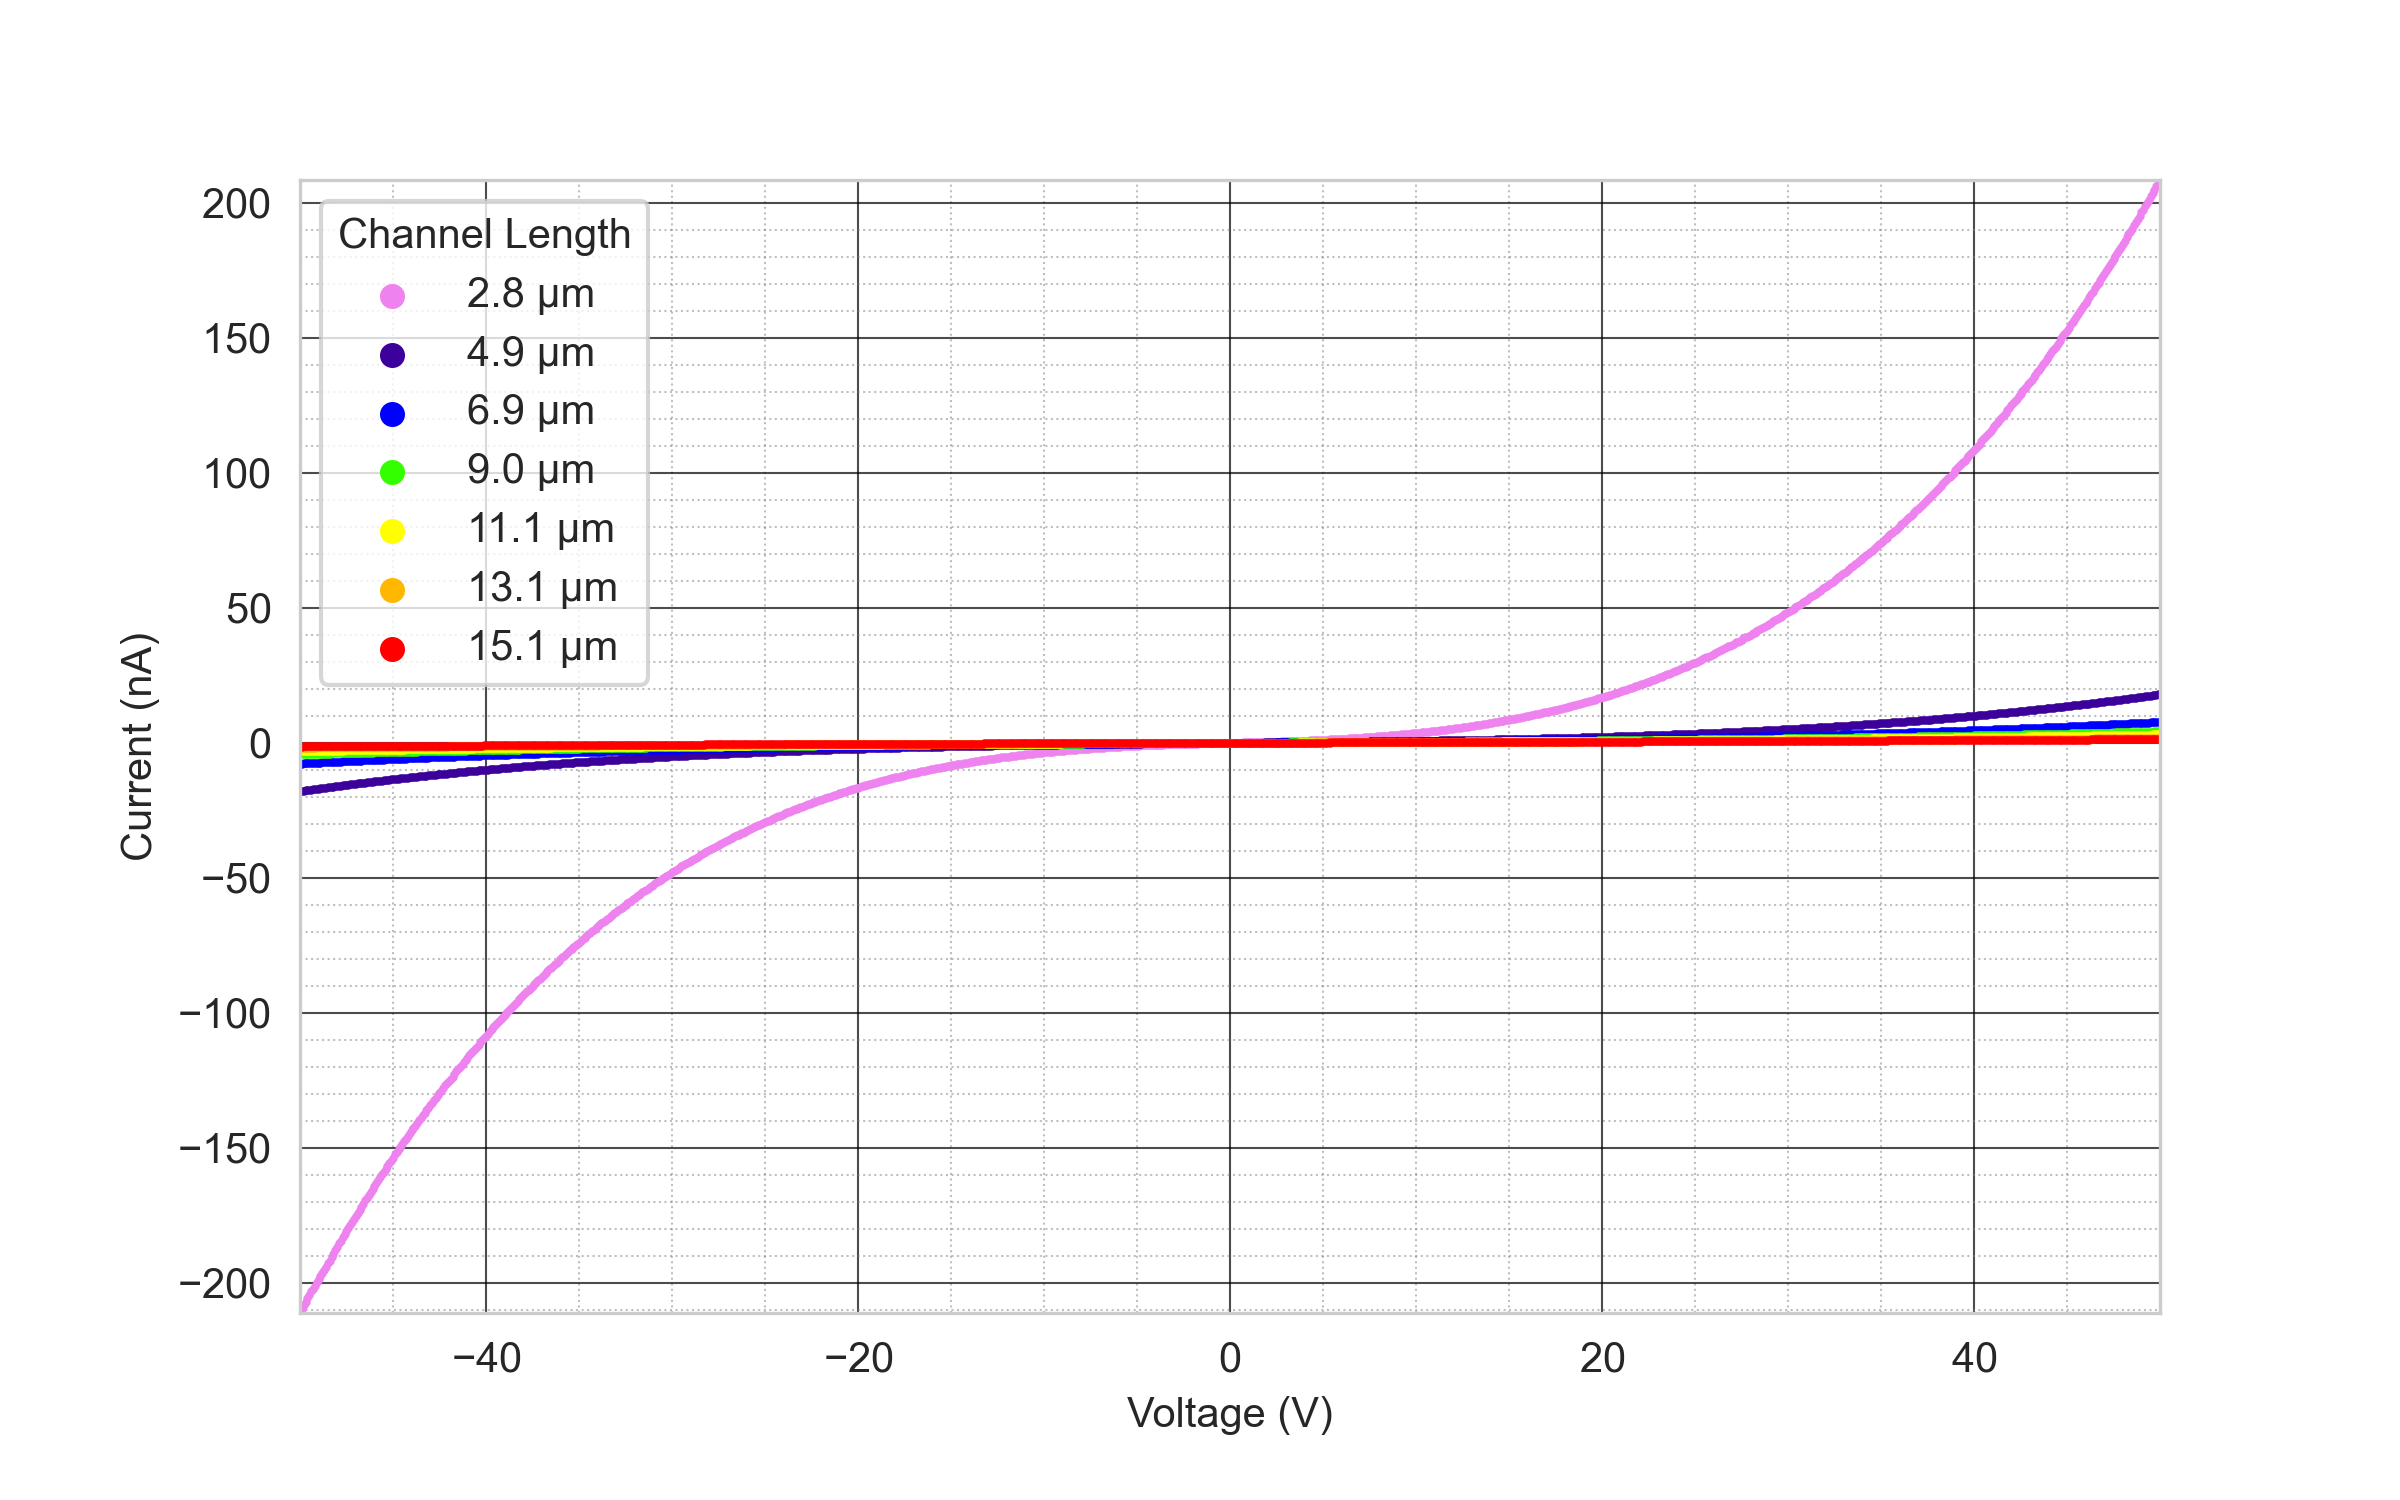 200
150
100
50
0
−50
−100
−150
−200
Current (nA)
Channel Length
2.8 µm
4.9 µm
6.9 µm
9.0 µm
11.1 µm
13.1 µm
15.1 µm
−40 −20 0 20 40
Voltage (V)